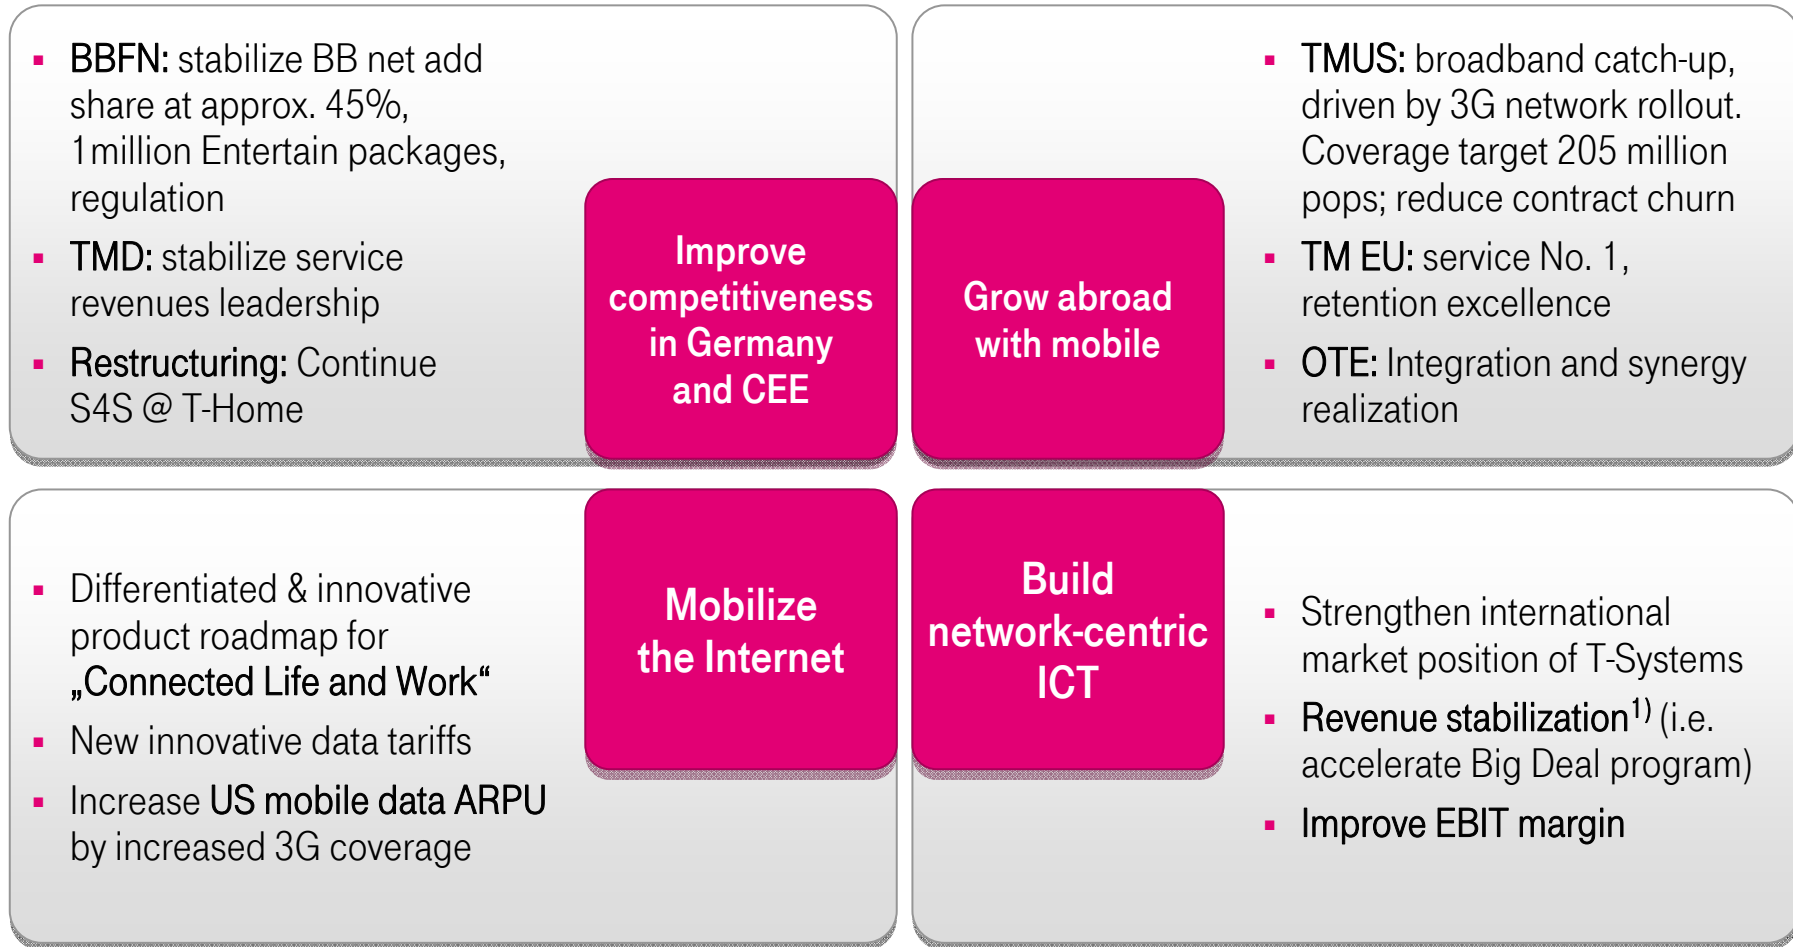 ▪ BBFN: stabilize BB net add
share at approx. 45%,
1million Entertain packages,
regulation
▪ TMD: stabilize service
revenues leadership
▪ Restructuring: Continue
S4S @ T-Home
Improve
competitiveness
in Germany
and CEE
Grow abroad
with mobile
▪ TMUS: broadband catch-up,
driven by 3G network rollout.
Coverage target 205 million
pops; reduce contract churn
▪ TM EU: service No. 1,
retention excellence
▪ OTE: Integration and synergy
realization
▪ Differentiated & innovative
product roadmap for
„Connected Life and Work“
▪ New innovative data tariffs
▪ Increase US mobile data ARPU
by increased 3G coverage
Mobilize
the Internet
Build
network-centric
ICT
▪ Strengthen international
market position of T-Systems
▪ Revenue stabilization1) (i.e.
accelerate Big Deal program)
▪ Improve EBIT margin